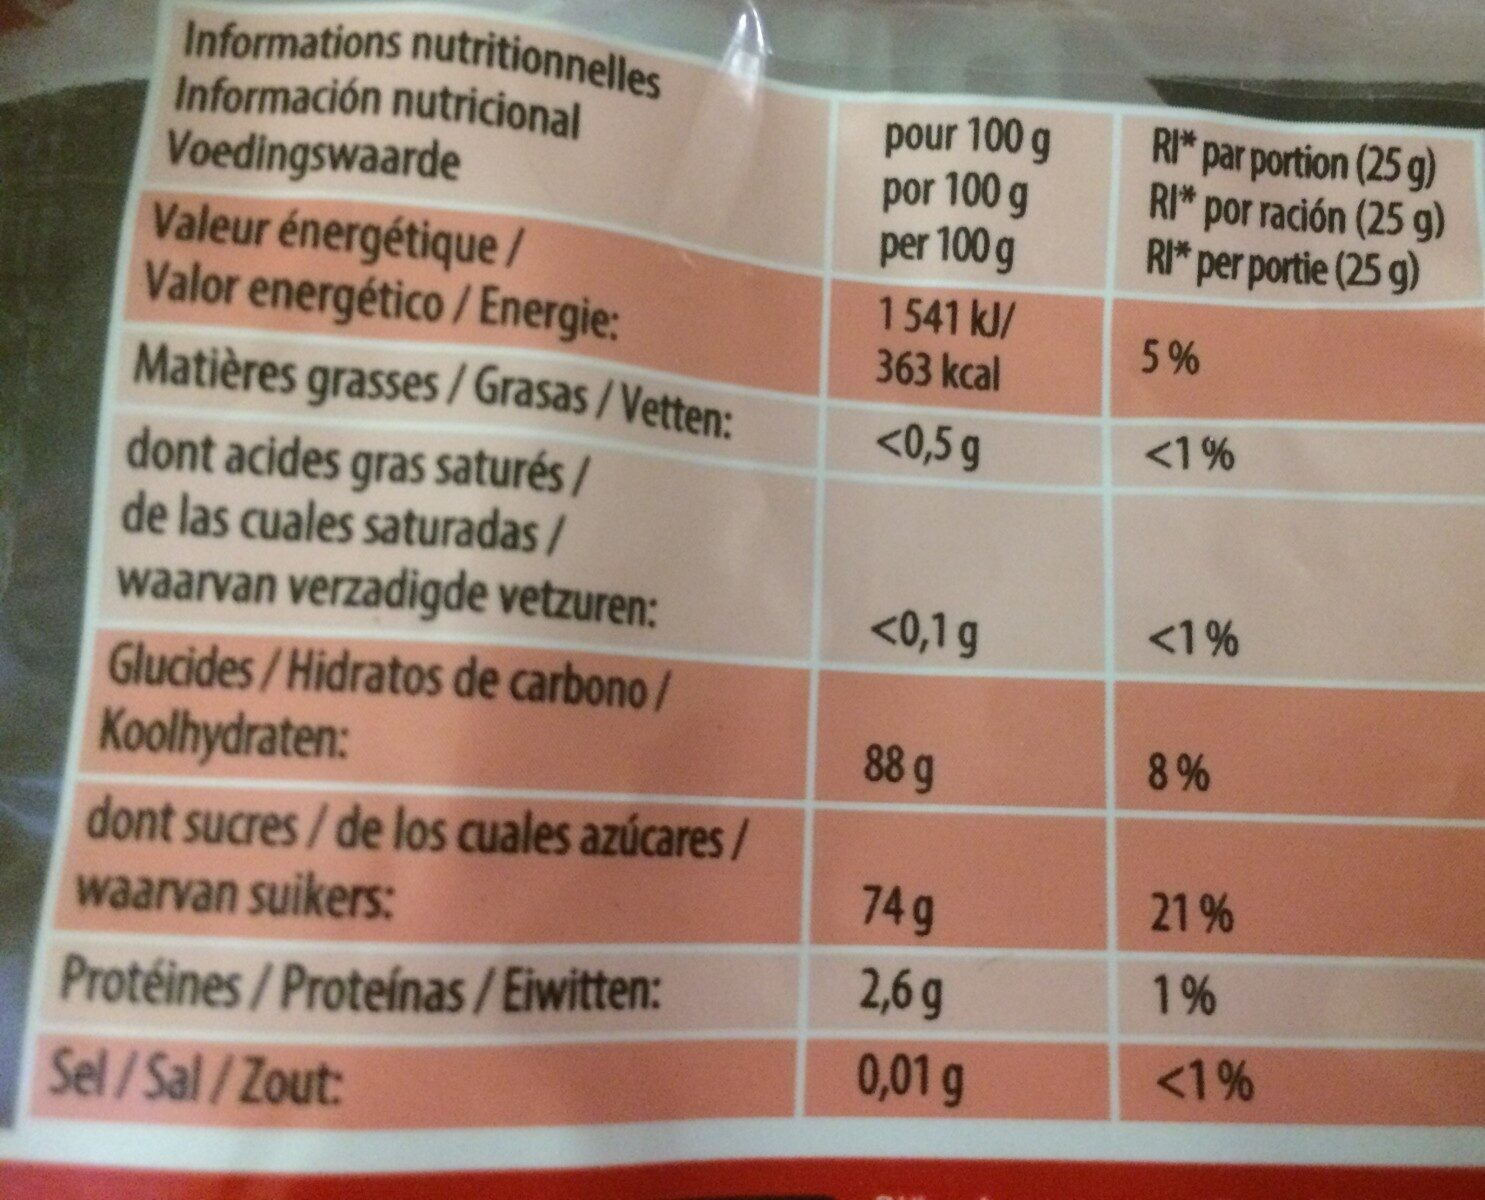 Informations nutritionnelles
Información nutricional
Voedingswaarde
pour 100 g
por 100 g
per 100 g
RI* par portion (25 g)
RI* por ración (25 g)
RI* per portie (25 g)
Valeur énergétique /
Valor energético / Energie:
1 541 kJ/
363 kcal
5 %
Matières grasses / Grasas / Vetten:
<0,5 g
<1 %
dont acides gras saturés /
de las cuales saturadas /
waarvan verzadigde vetzuren:
<0,1 g
<1 %
Glucides / Hidratos de carbono /
Koolhydraten:
88 g
8 %
dont sucres / de los cuales azúcares /
waarvan suikers:
74 g
21 %
Protéines / Proteínas / Eiwitten:
2,6 g
1 %
Sel / Sal / Zout:
0,01 g
<1 %